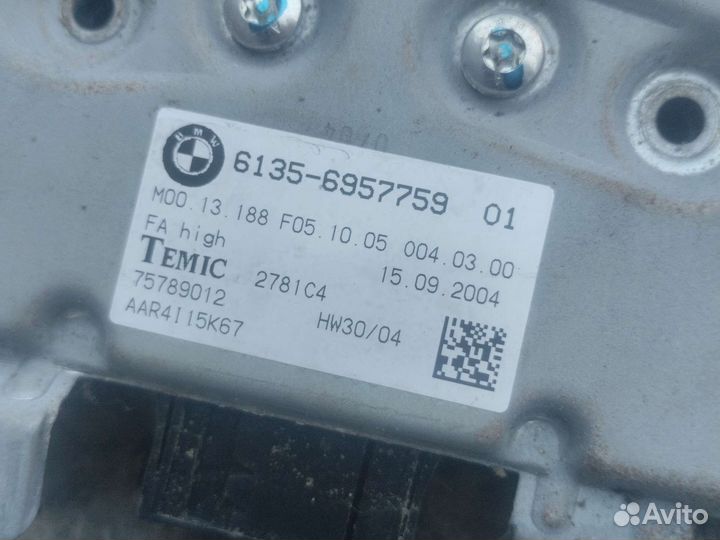 BMW
6135-6957759 01
M00.13.188 F05.10.05 004.03.00
FA high 15.09.2004
TEMIC 2781C4
75789012 HW30/04
AAR4I15K67
Avito